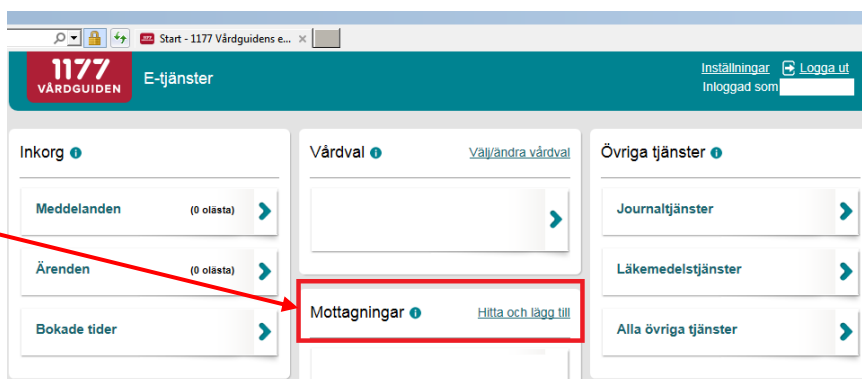 Start - 1177 Vårdguidens e...
1177
VÅRDGUIDEN
E-tjänster
Inställningar Logga ut
Inloggad som
Inkorg
Meddelanden (0 olästa)
Ärenden (0 olästa)
Bokade tider
Vårdval Välj/ändra vårdval
Mottagningar Hitta och lägg till
Övriga tjänster
Journaltjänster
Läkemedelstjänster
Alla övriga tjänster